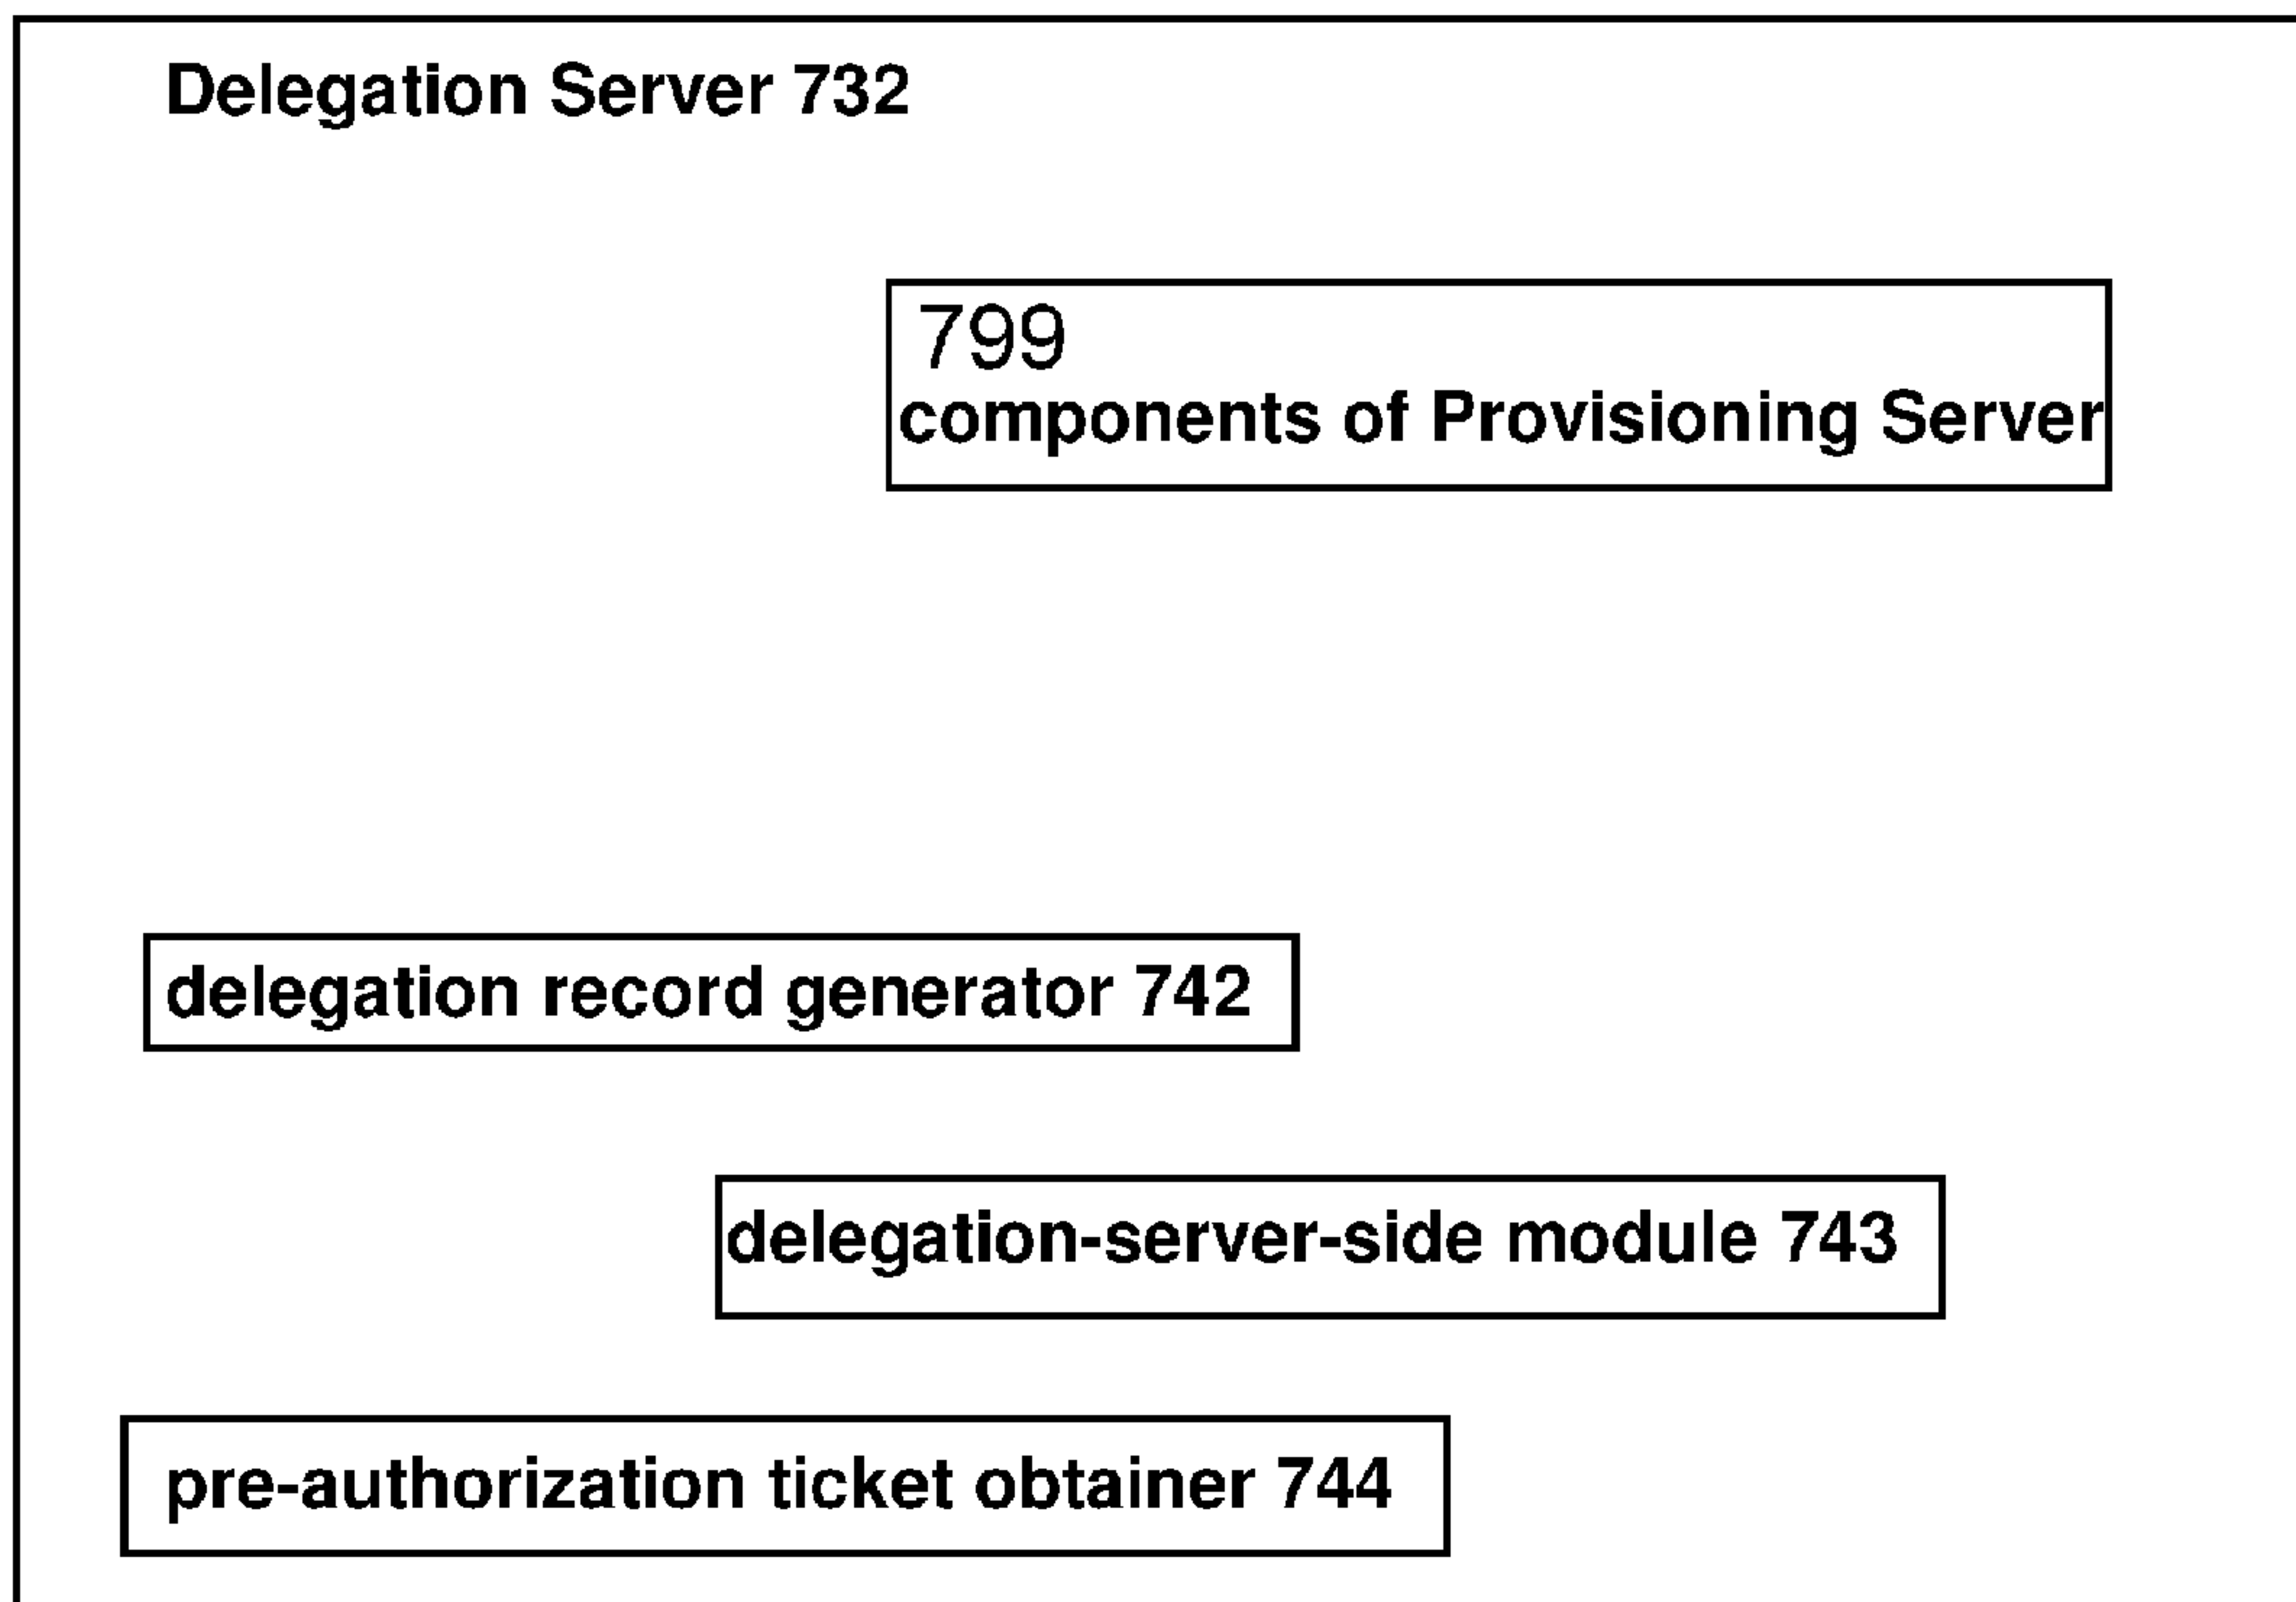 Delegation Server 732
799
components of Provisioning Server
delegation record generator 742
delegation-server-side module 743
pre-authorization ticket obtainer 744